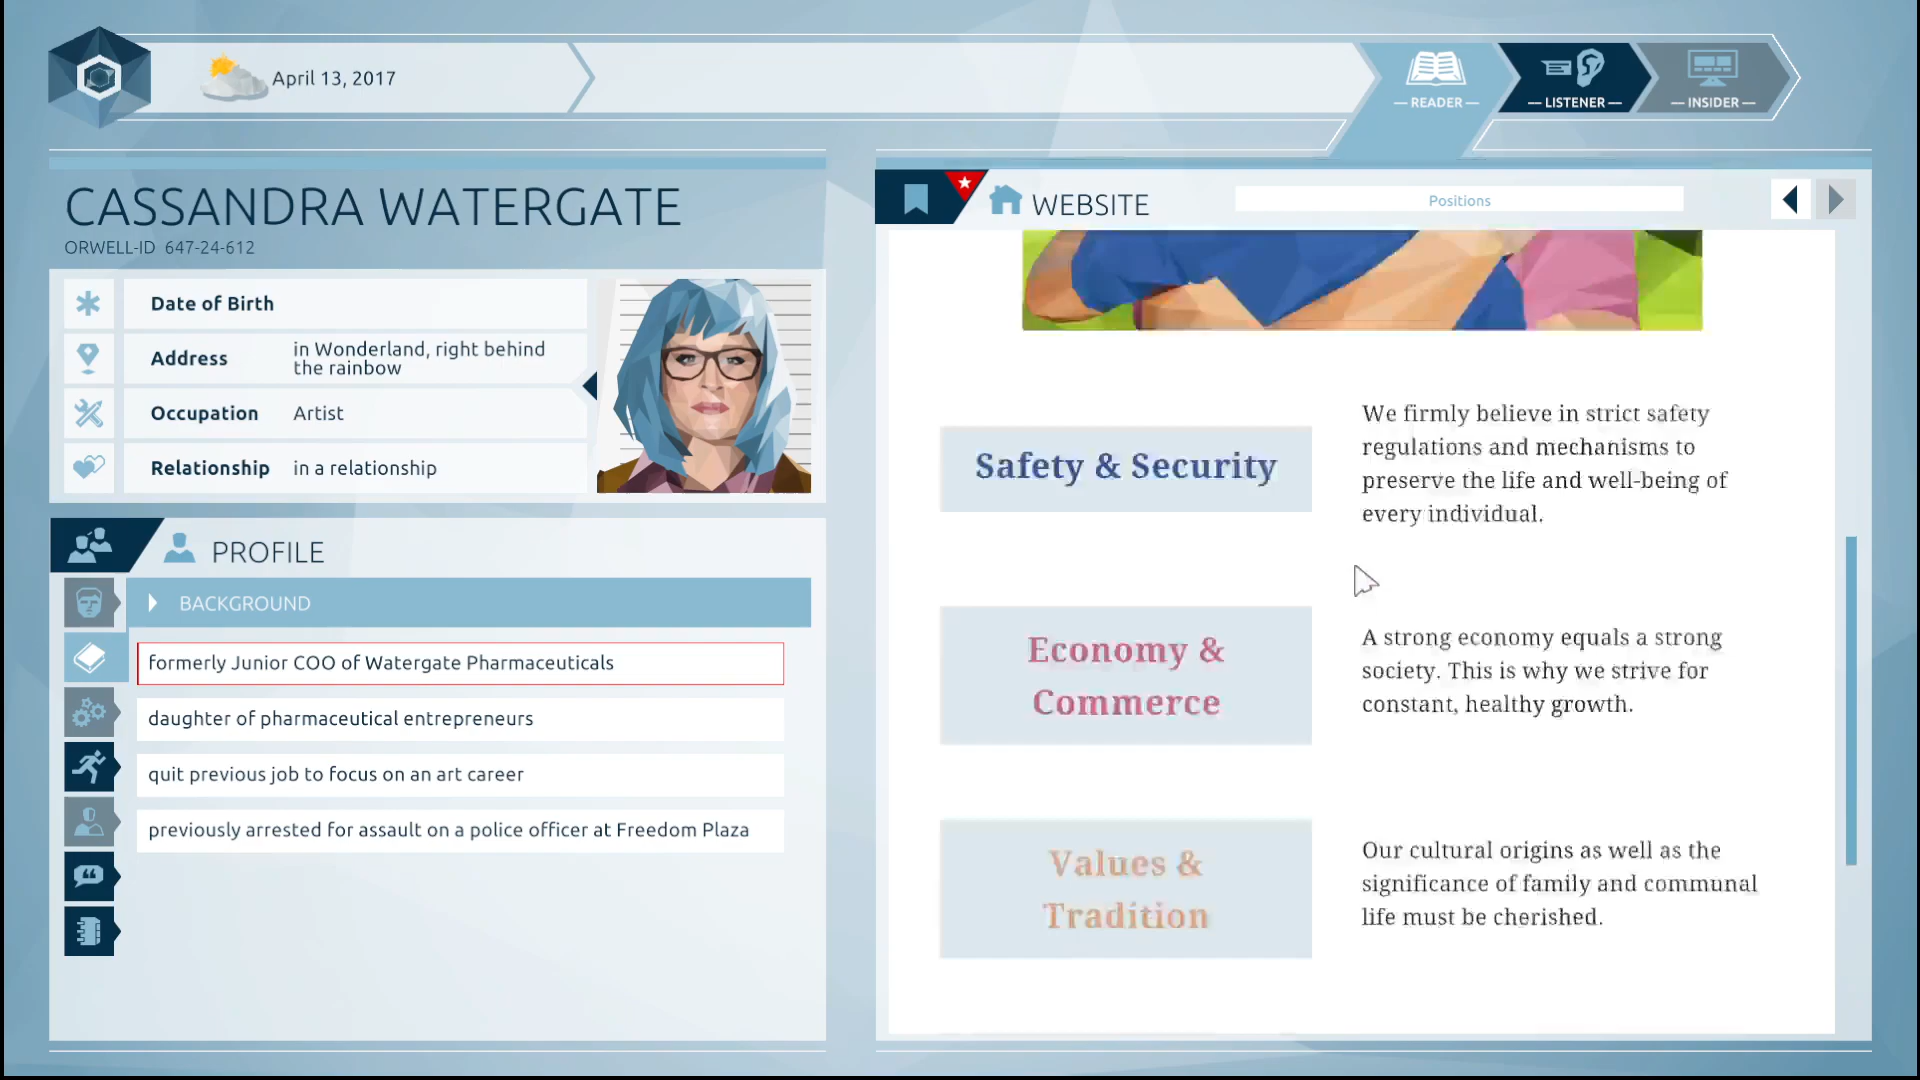 April 13, 2017
— READER —
— LISTENER —
— INSIDER —
CASSANDRA WATERGATE
ORWELL-ID 647-24-612
Date of Birth
Address in Wonderland, right behind
the rainbow
Occupation Artist
Relationship in a relationship
PROFILE
BACKGROUND
formerly Junior COO of Watergate Pharmaceuticals
daughter of pharmaceutical entrepreneurs
quit previous job to focus on an art career
previously arrested for assault on a police officer at Freedom Plaza
WEBSITE
Positions
Safety & Security
We firmly believe in strict safety
regulations and mechanisms to
preserve the life and well-being of
every individual.
Economy &
Commerce
A strong economy equals a strong
society. This is why we strive for
constant, healthy growth.
Values &
Tradition
Our cultural origins as well as the
significance of family and communal
life must be cherished.